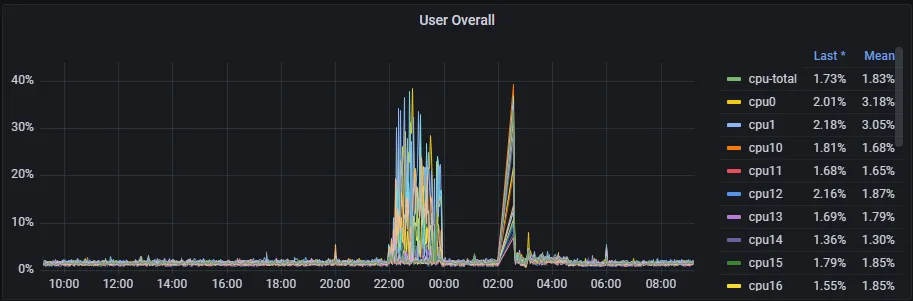 User Overall
Last * Mean
40%
30%
20%
10%
0%
10:00 12:00 14:00 16:00 18:00 20:00 22:00 00:00 02:00 04:00 06:00 08:00
cpu-total 1.73% 1.83%
cpu0 2.01% 3.18%
cpu1 2.18% 3.05%
cpu10 1.81% 1.68%
cpu11 1.68% 1.65%
cpu12 2.16% 1.87%
cpu13 1.69% 1.79%
cpu14 1.36% 1.30%
cpu15 1.79% 1.85%
cpu16 1.55% 1.85%